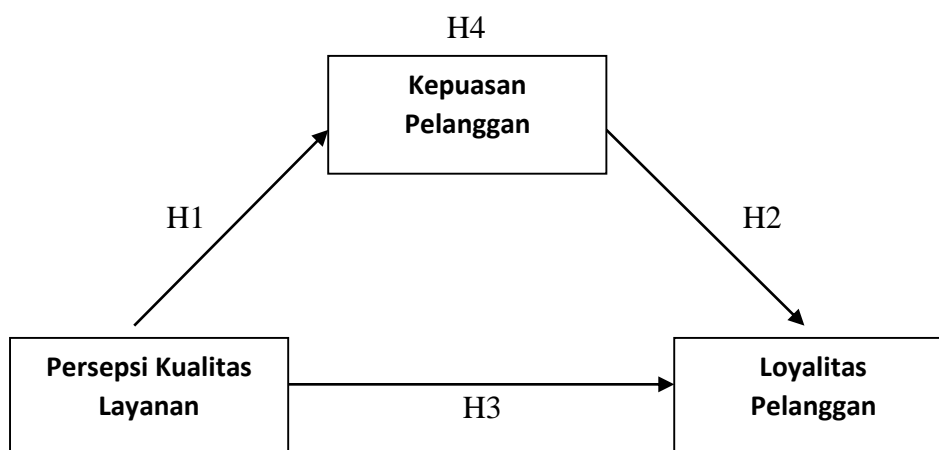 H4
Kepuasan
Pelanggan
H1
H2
Persepsi Kualitas
Layanan
H3
Loyalitas
Pelanggan